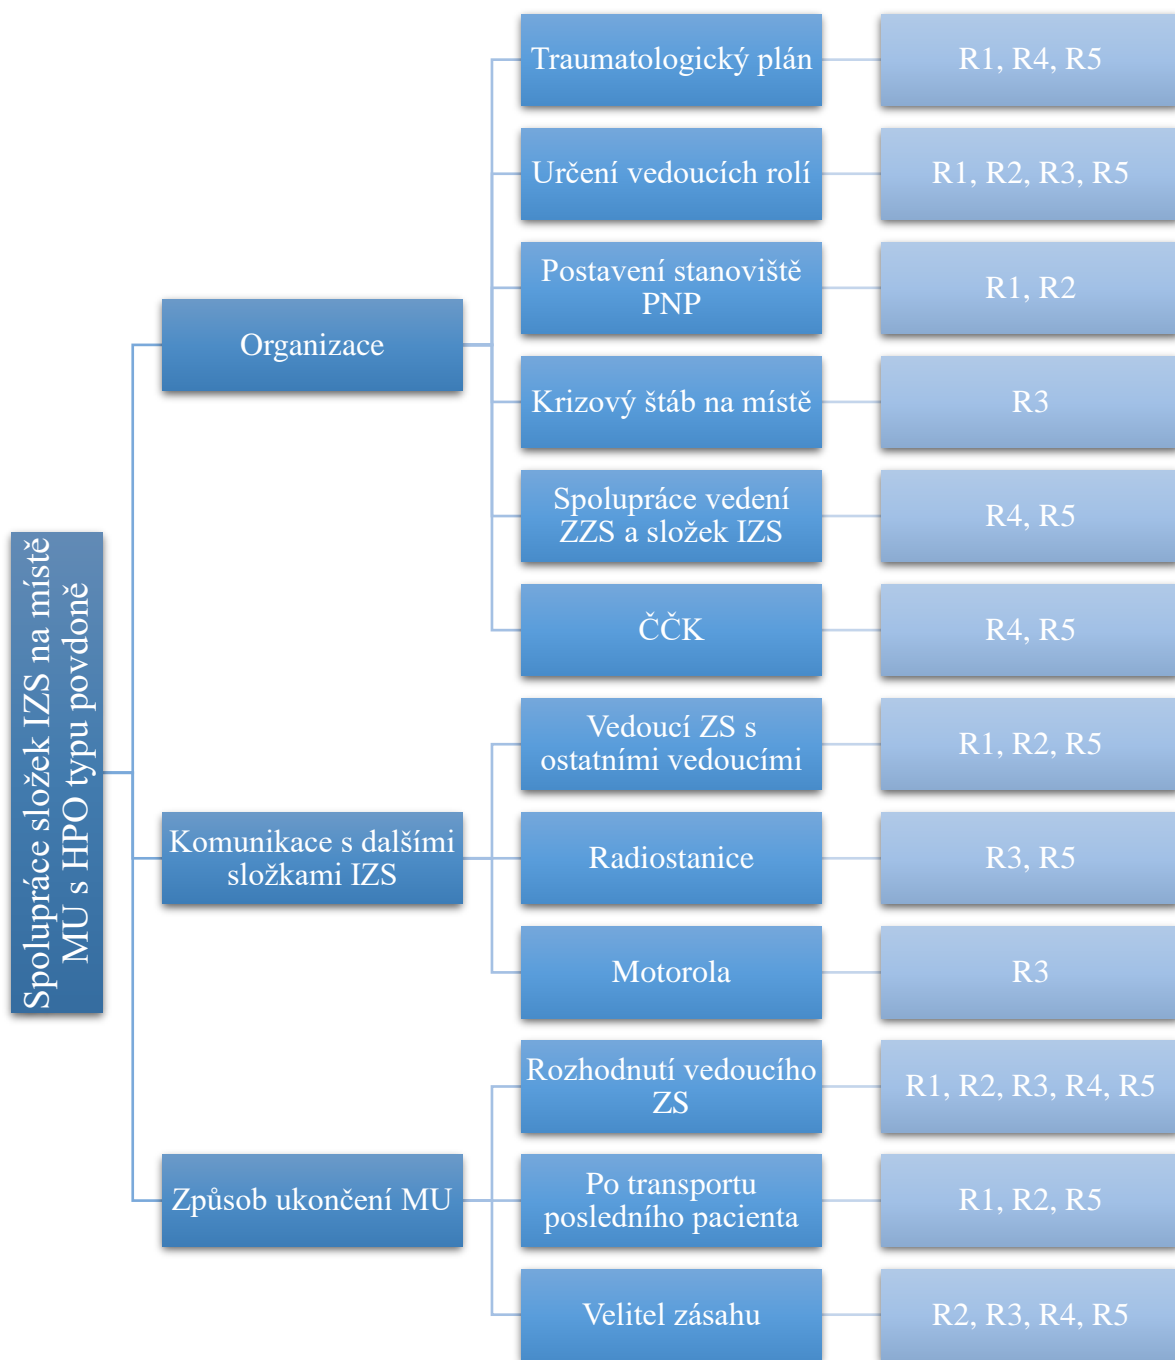 Spolupráce složek IZS na místě
MU s HPO typu povdoně
Organizace
Traumatologický plán
R1, R4, R5
Určení vedoucích rolí
R1, R2, R3, R5
Postavení stanoviště
PNP
R1, R2
Krizový štáb na místě
R3
Spolupráce vedení
ZZS a složek IZS
R4, R5
ČČK
R4, R5
Komunikace s dalšími
složkami IZS
Vedoucí ZS s
ostatními vedoucími
R1, R2, R5
Radiostanice
R3, R5
Motorola
R3
Způsob ukončení MU
Rozhodnutí vedoucího
ZS
R1, R2, R3, R4, R5
Po transportu
posledního pacienta
R1, R2, R5
Velitel zásahu
R2, R3, R4, R5